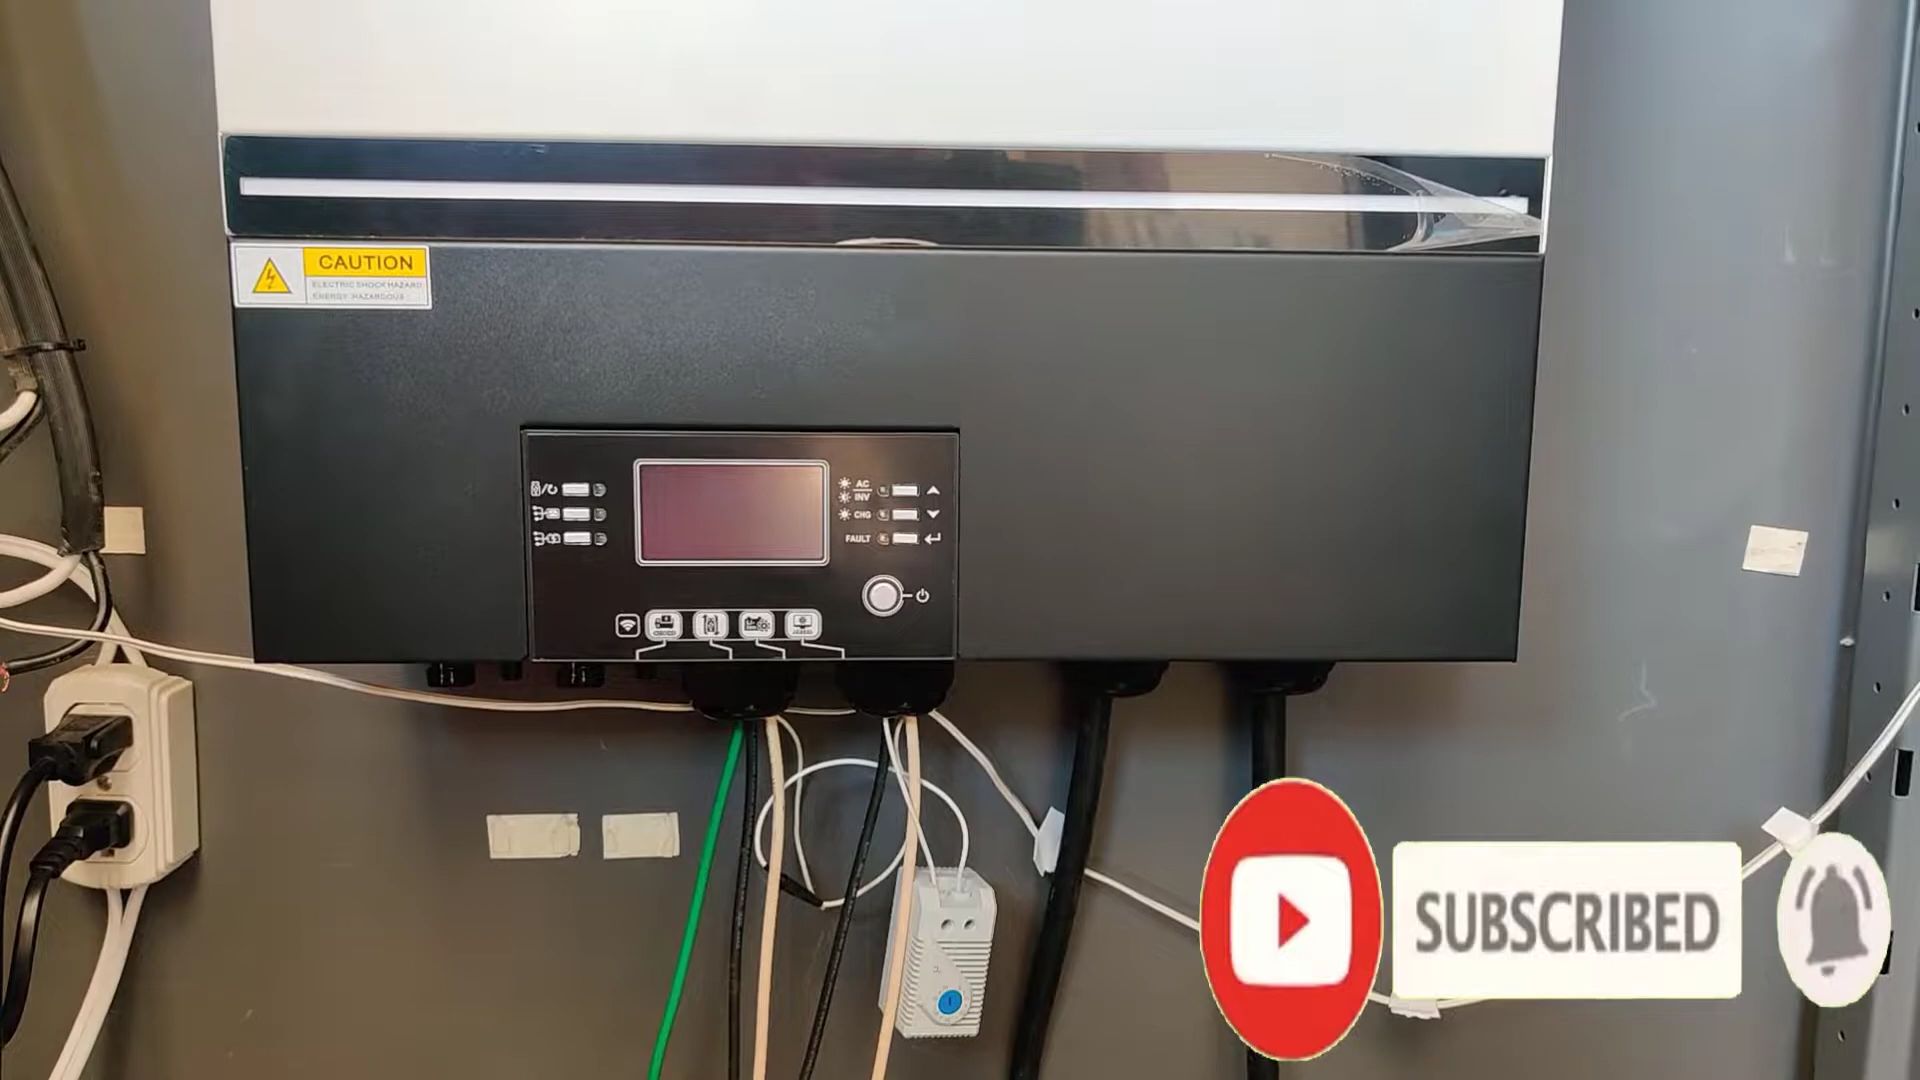 CAUTION
ELECTRIC SHOCK HAZARD
ENERGY HAZARDOUS
AC
INV
CHG
FAULT
SUBSCRIBED